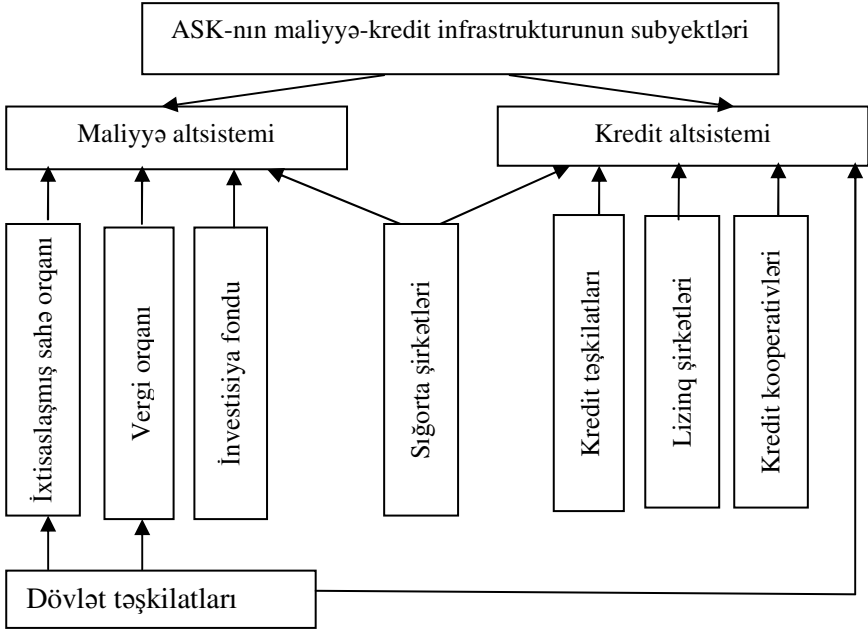 ASK-nın maliyyə-kredit infrastrukturunun subyektləri
Maliyyə altsistemi
Kredit altsistemi
İxtisaslaşmış sahə orqanı
Vergi orqanı
İnvestisiya fondu
Sığorta şirkətləri
Kredit təşkilatları
Lizinq şirkətləri
Kredit kooperativləri
Dövlət təşkilatları